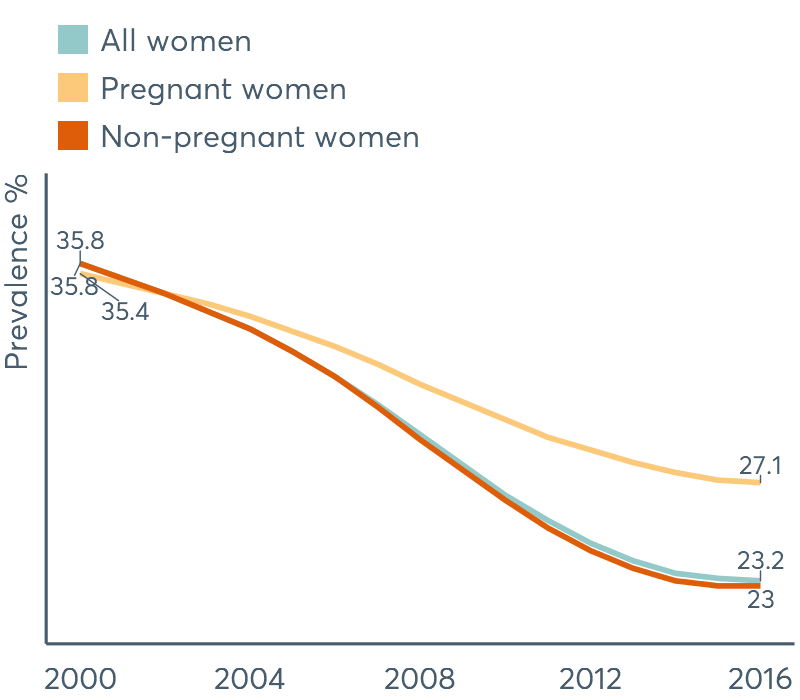 All women
Pregnant women
Non-pregnant women
Prevalence %
35.8
35.8
35.4
27.1
23.2
23
2000 2004 2008 2012 2016